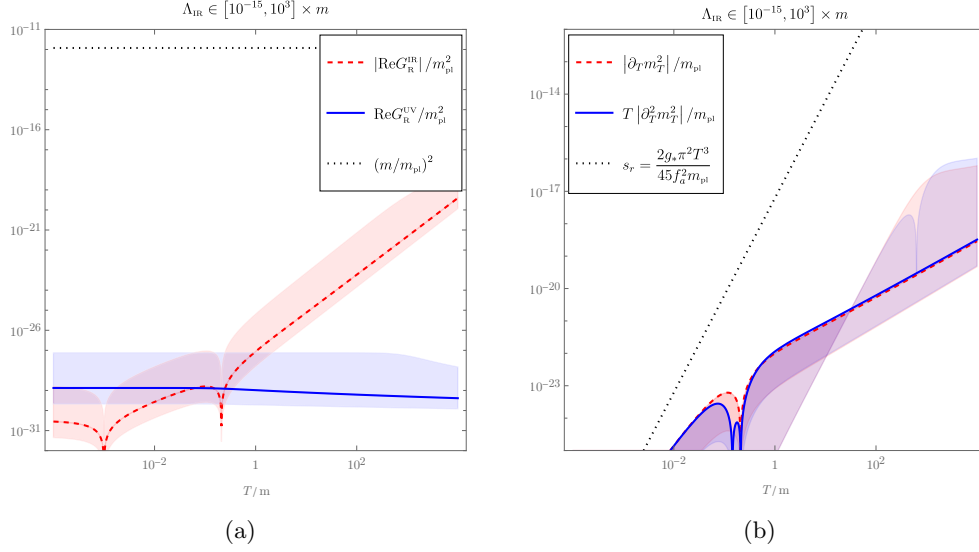 Λ_IR ∈ [10^-15, 10^3] × m
10^-11
10^-16
10^-21
10^-26
10^-31
|ReG_R^IR| /m_pl^2
ReG_R^UV/m_pl^2
(m/m_pl)^2
10^-2
1
10^2
T/m
(a)
Λ_IR ∈ [10^-15, 10^3] × m
10^-14
10^-17
10^-20
10^-23
|∂_T m_T^2| /m_pl
T |∂_T^2 m_T^2| /m_pl
s_r = 2g_*π^2T^3 / 45f_a^2m_pl
10^-2
1
10^2
T/m
(b)